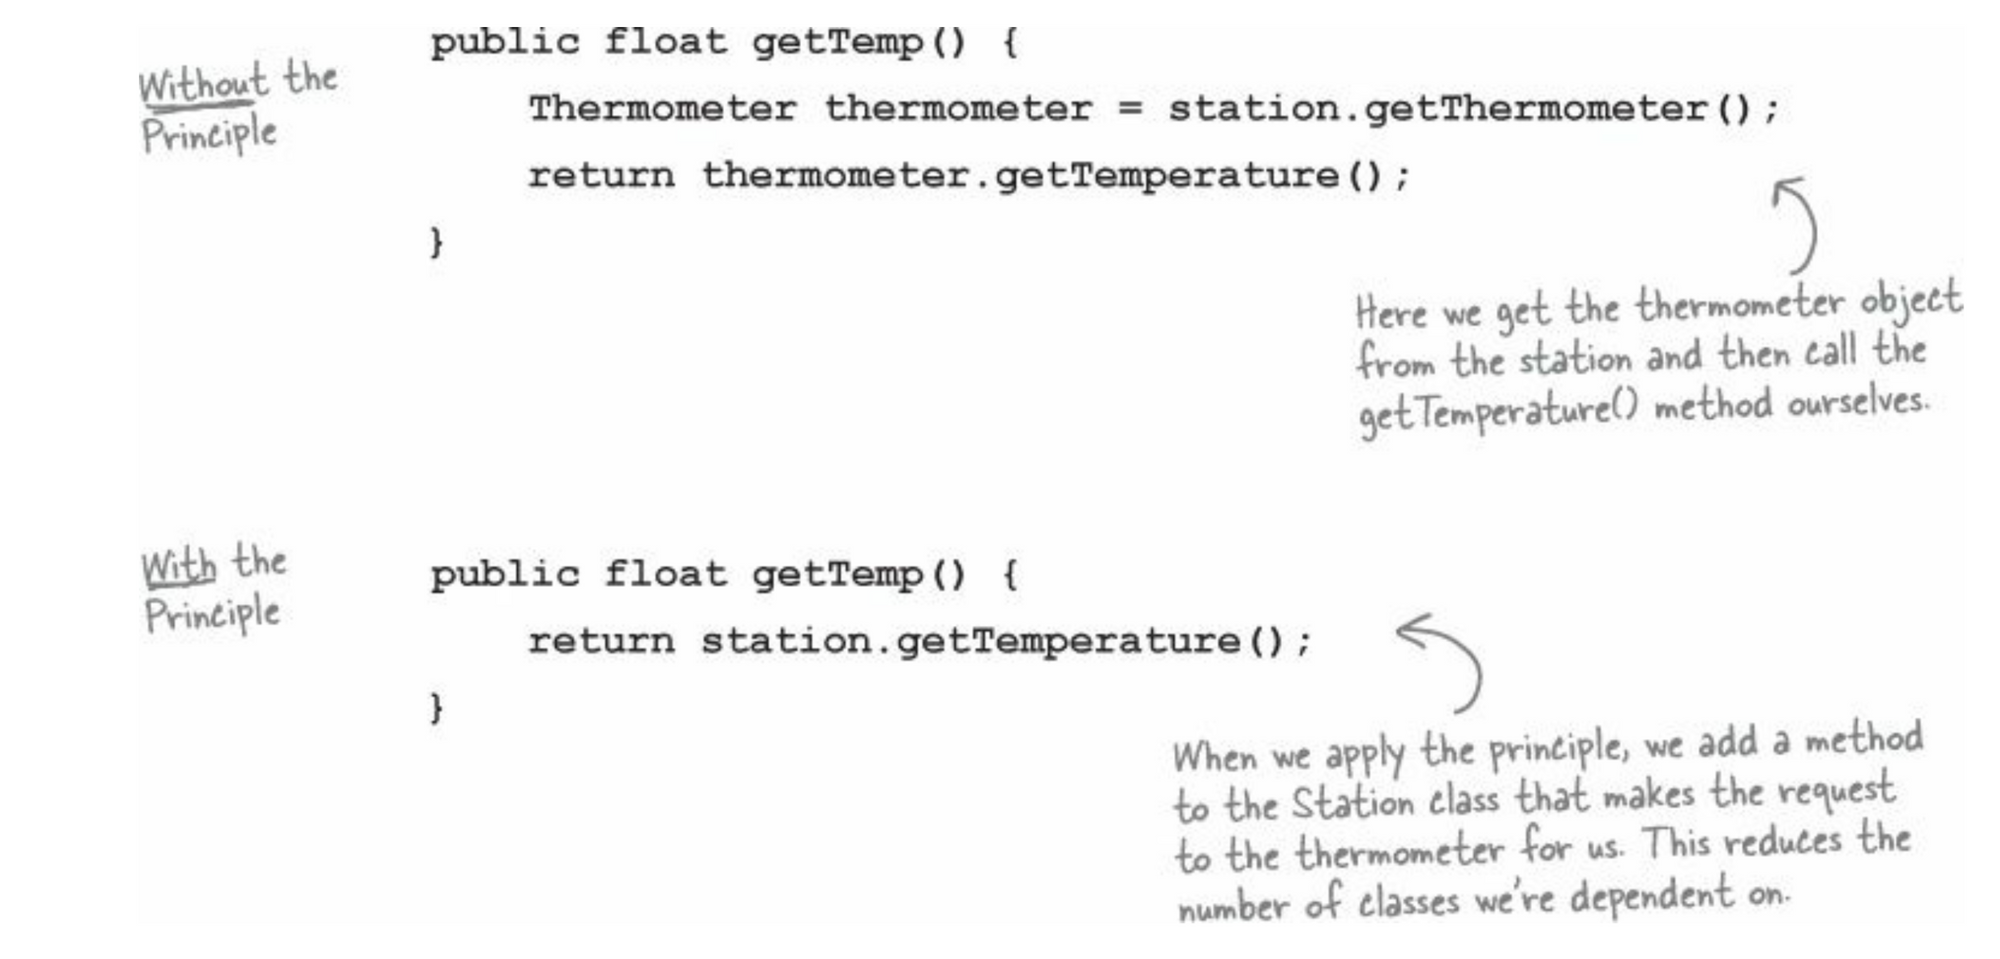 Without the
Principle
public float getTemp() {
Thermometer thermometer = station.getThermometer();
return thermometer.getTemperature();
}
Here we get the thermometer object
from the station and then call the
getTemperature() method ourselves.
With the
Principle
public float getTemp() {
return station.getTemperature();
}
When we apply the principle, we add a method
to the Station class that makes the request
to the thermometer for us. This reduces the
number of classes we're dependent on.